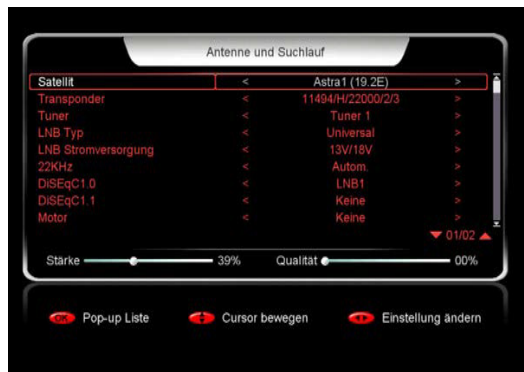 Antenne und Suchlauf
Satellit < Astra1 (19.2E) >
Transponder < 11494/H/22000/2/3 >
Tuner < Tuner 1 >
LNB Typ < Universal >
LNB Stromversorgung < 13V/18V >
22KHz < Autom. >
DiSEqC1.0 < LNB1 >
DiSEqC1.1 < Keine >
Motor < Keine >
01/02
Stärke 39% Qualität 00%
OK Pop-up Liste Cursor bewegen Einstellung ändern